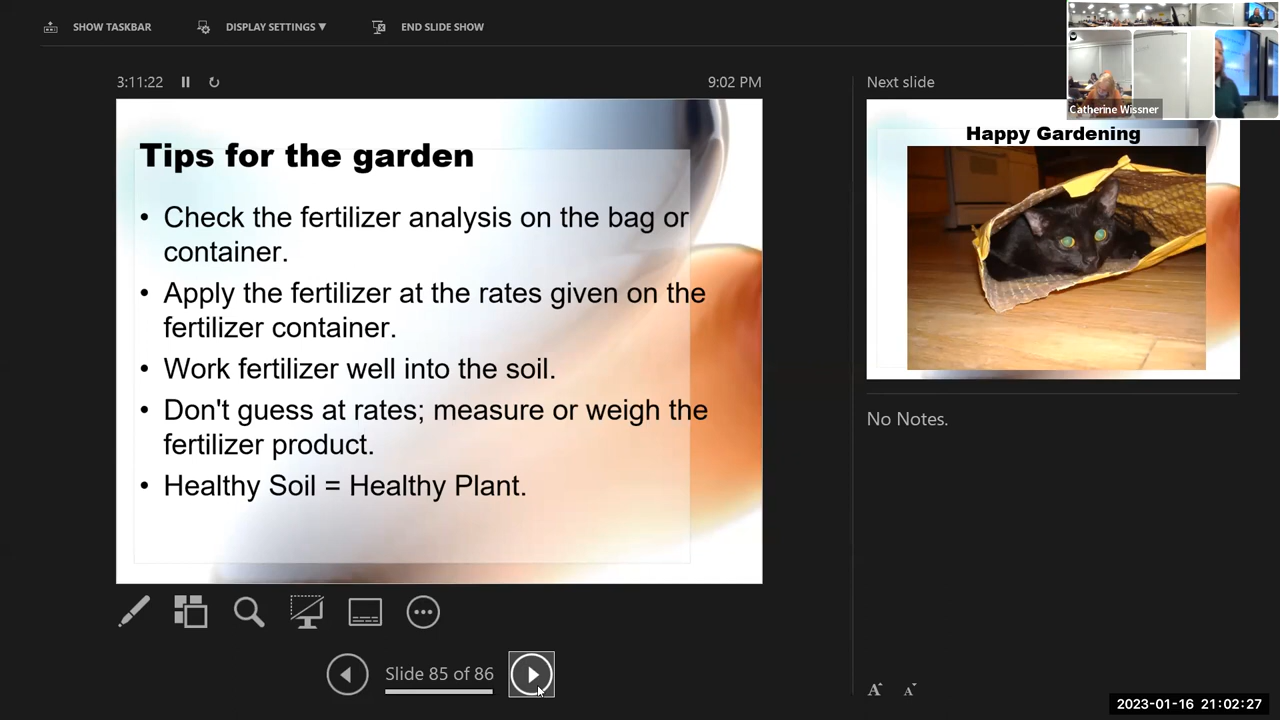 SHOW TASKBAR
DISPLAY SETTINGS ▼
END SLIDE SHOW
3:11:22
9:02 PM
Next slide
Catherine Wissner
Tips for the garden
• Check the fertilizer analysis on the bag or
container.
• Apply the fertilizer at the rates given on the
fertilizer container.
• Work fertilizer well into the soil.
• Don't guess at rates; measure or weigh the
fertilizer product.
• Healthy Soil = Healthy Plant.
Happy Gardening
No Notes.
Slide 85 of 86
A A
2023-01-16 21:02:27